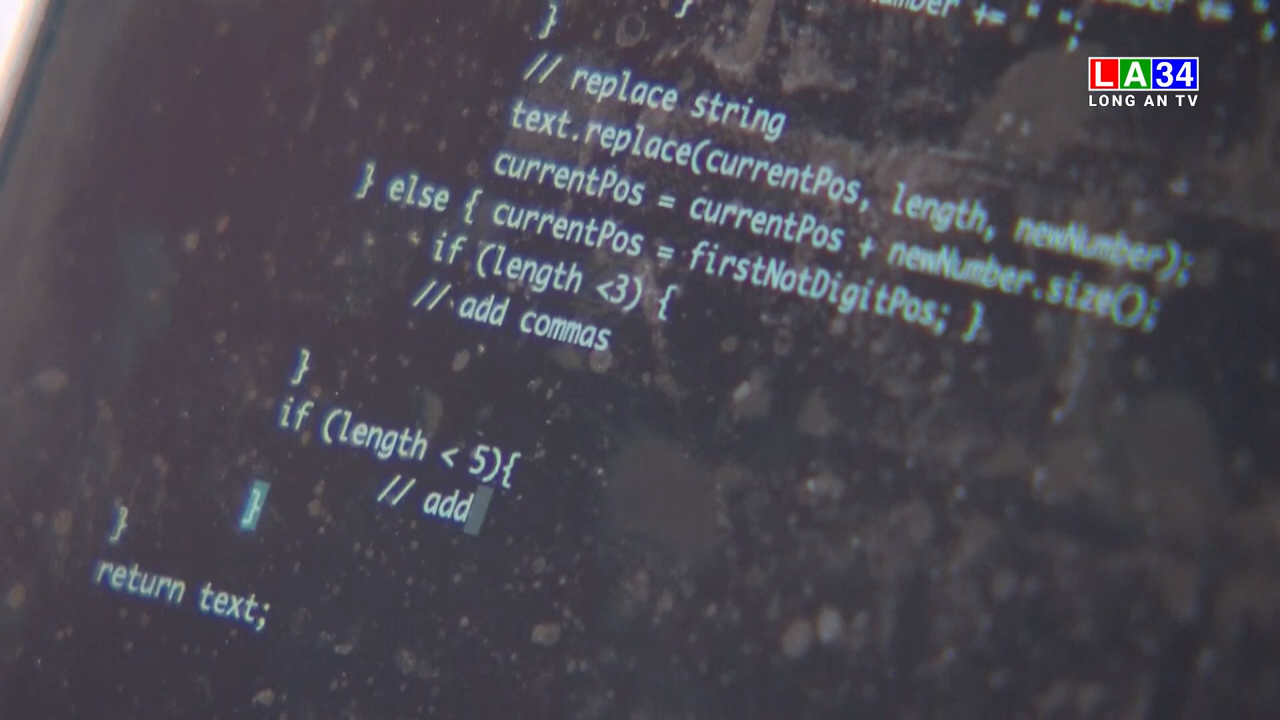 }
+= " ";
}
// replace string
text.replace(currentPos, length, newNumber);
currentPos = currentPos + newNumber.size();
} else { currentPos = firstNotDigitPos; }
if (length <3) {
// add commas
}
if (length < 5){
// add
}
}
return text;
LA34
LONG AN TV